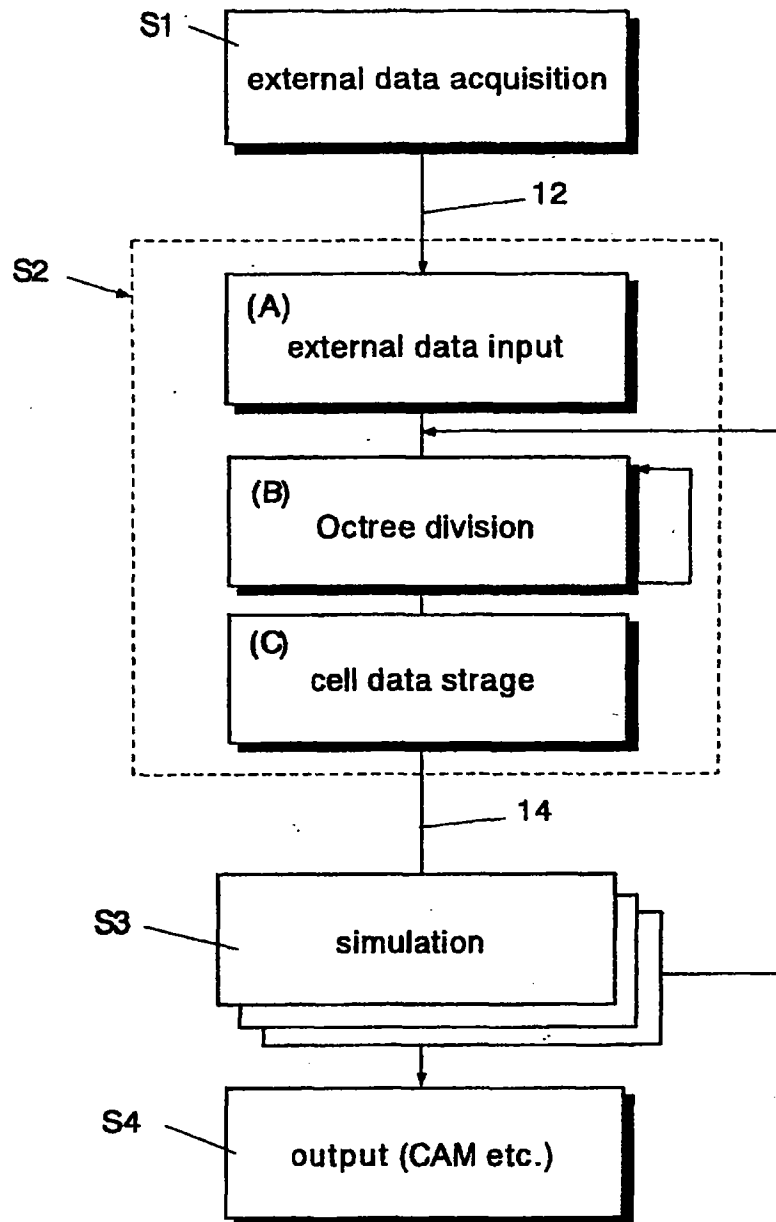 S1
external data acquisition
12
S2
(A)
external data input
(B)
Octree division
(C)
cell data strage
14
S3
simulation
S4
output (CAM etc.)